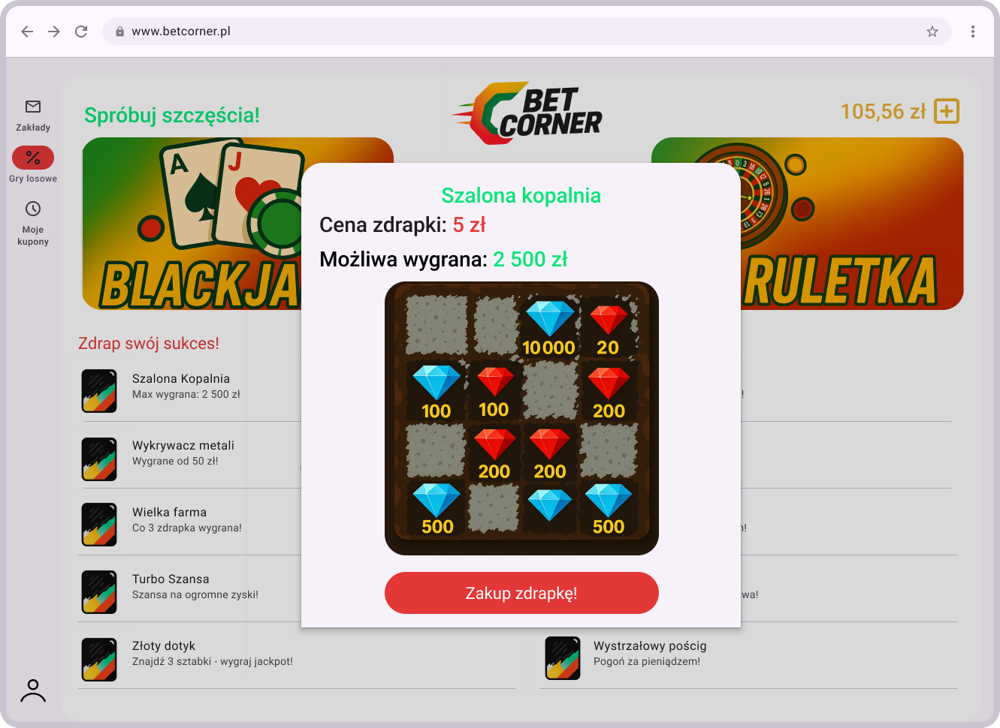 www.betcorner.pl
Zakłady
Gry losowe
Moje
kupony
Spróbuj szczęścia!
BET
CORNER
105,56 zł
A
J
BLACKJA
RULETKA
Szalona kopalnia
Cena zdrapki: 5 zł
Możliwa wygrana: 2 500 zł
10 000
20
100
100
200
200
200
500
500
Zakup zdrapkę!
Zdrap swój sukces!
Szalona Kopalnia
Max wygrana: 2 500 zł
Wykrywacz metali
Wygrane od 50 zł!
Wielka farma
Co 3 zdrapka wygrana!
Turbo Szansa
Szansa na ogromne zyski!
wa!
Złoty dotyk
Znajdź 3 sztabki - wygraj jackpot!
Wystrzałowy pościg
Pogoń za pieniądzem!